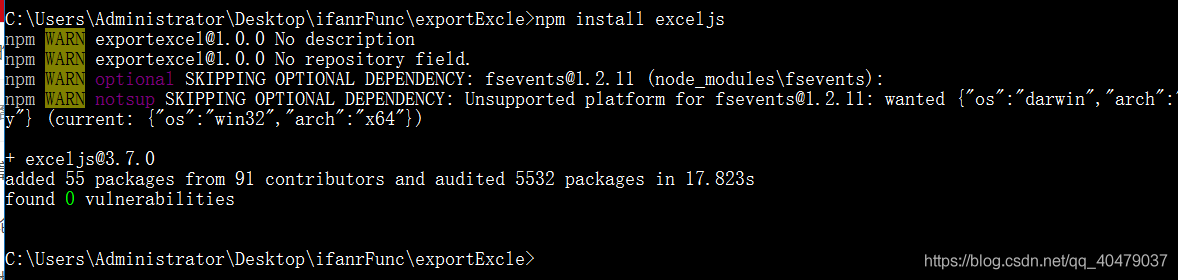 C:\Users\Administrator\Desktop\ifanrFunc\exportExcle>npm install exceljs
npm WARN exportexcel@1.0.0 No description
npm WARN exportexcel@1.0.0 No repository field.
npm WARN optional SKIPPING OPTIONAL DEPENDENCY: fsevents@1.2.11 (node_modules\fsevents):
npm WARN notsup SKIPPING OPTIONAL DEPENDENCY: Unsupported platform for fsevents@1.2.11: wanted {"os":"darwin","arch":"
y"} (current: {"os":"win32","arch":"x64"})
+ exceljs@3.7.0
added 55 packages from 91 contributors and audited 5532 packages in 17.823s
found 0 vulnerabilities
C:\Users\Administrator\Desktop\ifanrFunc\exportExcle>
https://blog.csdn.net/qq_40479037